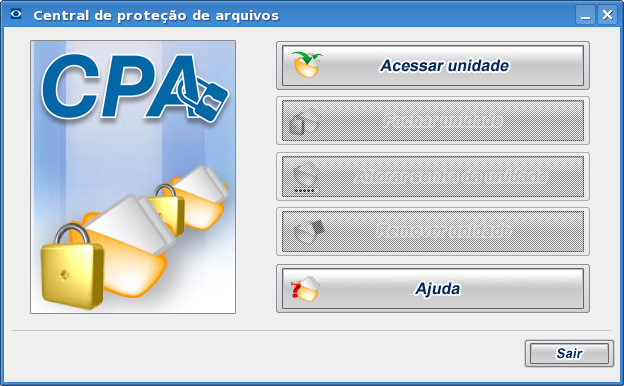 Central de proteção de arquivos
CPA
Acessar unidade
Fechar unidade
Alterar senha da unidade
Remover unidade
Ajuda
Sair